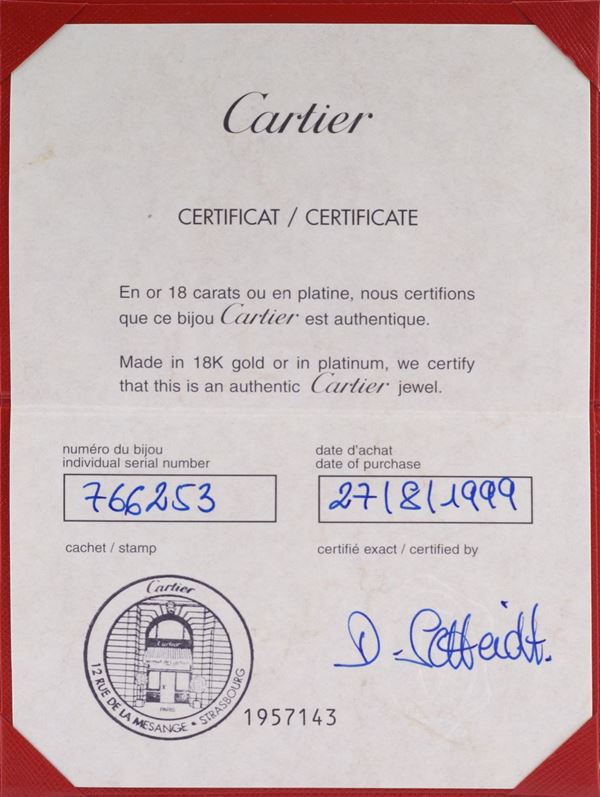 Cartier
CERTIFICAT / CERTIFICATE
En or 18 carats ou en platine, nous certifions
que ce bijou Cartier est authentique.
Made in 18K gold or in platinum, we certify
that this is an authentic Cartier jewel.
numéro du bijou
individual serial number
766253
date d'achat
date of purchase
27/8/1999
cachet / stamp
certifié exact / certified by
Cartier
Cartier
PARIS
12 RUE DE LA MESANGE • STRASBOURG
1957143